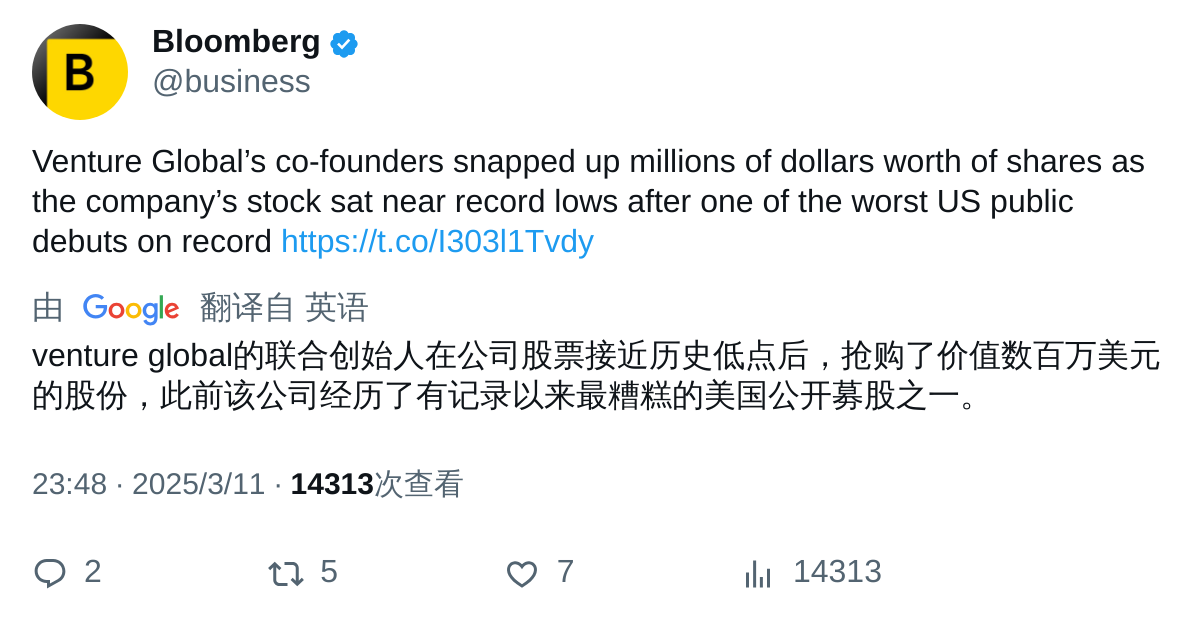 B
Bloomberg
@business
Venture Global’s co-founders snapped up millions of dollars worth of shares as
the company’s stock sat near record lows after one of the worst US public
debuts on record https://t.co/I303l1Tvdy
由 Google 翻译自 英语
venture global的联合创始人在公司股票接近历史低点后，抢购了价值数百万美元
的股份，此前该公司经历了有记录以来最糟糕的美国公开募股之一。
23:48 · 2025/3/11 · 14313次查看
2 5 7 14313